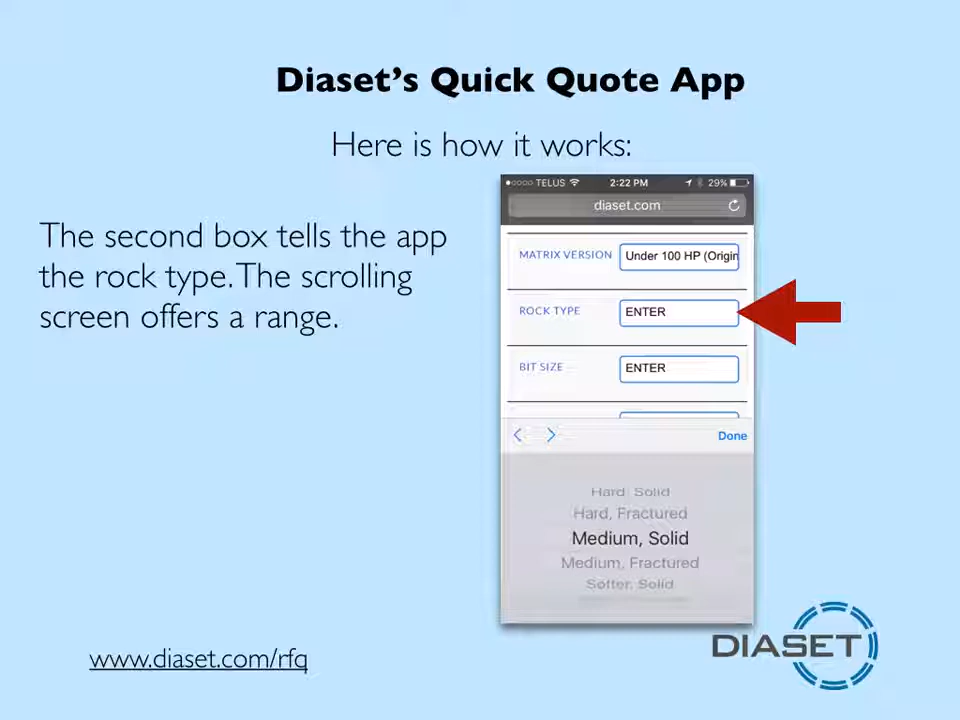 Diaset's Quick Quote App
Here is how it works:
The second box tells the app
the rock type. The scrolling
screen offers a range.
TELUS 2:22 PM 29%
diaset.com
MATRIX VERSION Under 100 HP (Origin
ROCK TYPE ENTER
BIT SIZE ENTER
Done
Hard, Solid
Hard, Fractured
Medium, Solid
Medium, Fractured
Softer, Solid
DIASET
www.diaset.com/rfq